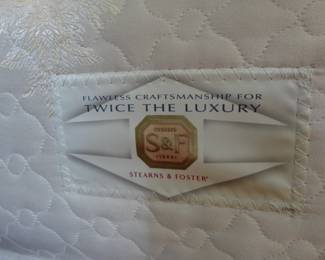 FLAWLESS CRAFTSMANSHIP FOR
TWICE THE LUXURY
S&F
STEARNS & FOSTER®